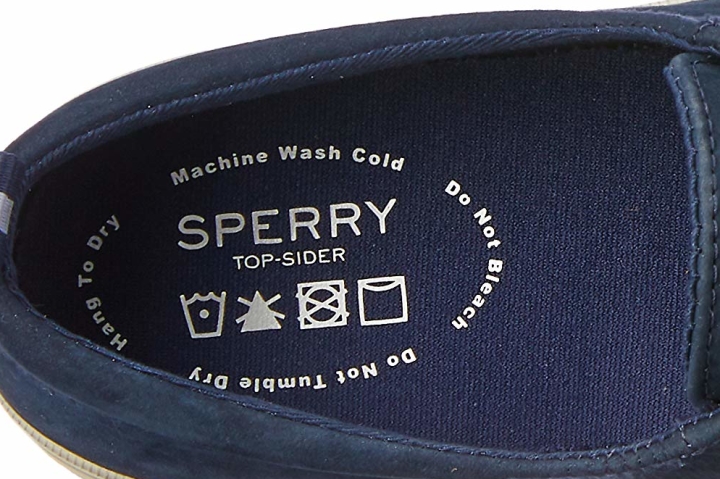 Machine Wash Cold
SPERRY
TOP-SIDER
Do Not Bleach
Do Not Tumble Dry
Hang To Dry